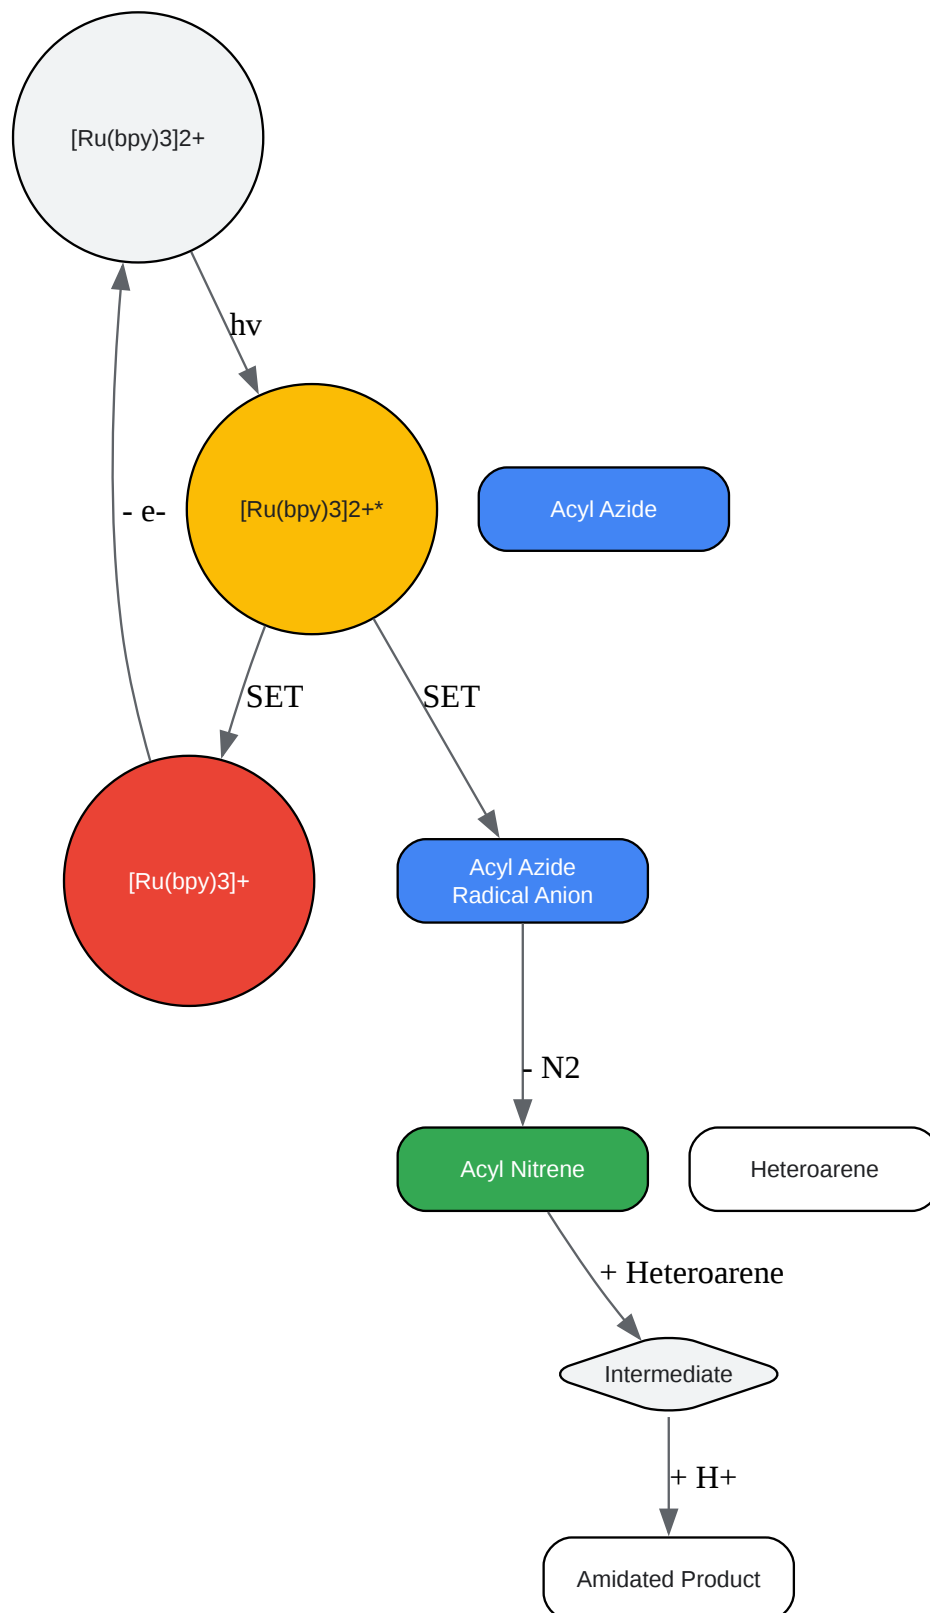 [Ru(bpy)3]2+
hv
- e-
[Ru(bpy)3]2+*
Acyl Azide
SET
SET
[Ru(bpy)3]+
Acyl Azide
Radical Anion
- N2
Acyl Nitrene
Heteroarene
+ Heteroarene
Intermediate
+ H+
Amidated Product